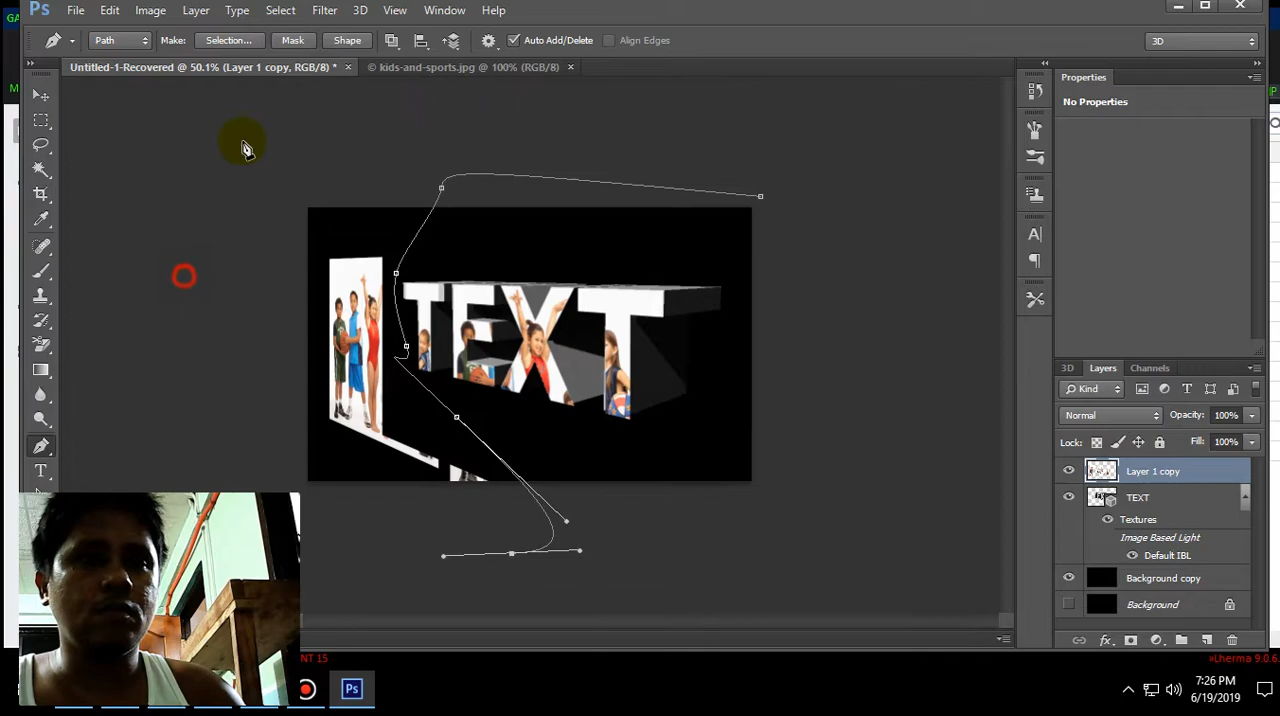 Ps File Edit Image Layer Type Select Filter 3D View Window Help
Path Make: Selection... Mask Shape Auto Add/Delete Align Edges 3D
Untitled-1-Recovered @ 50.1% (Layer 1 copy, RGB/8) * × © kids-and-sports.jpg @ 100% (RGB/8) ×
Properties
No Properties
TEXT
3D Layers Channels
Kind
Normal Opacity: 100%
Lock: Fill: 100%
Layer 1 copy
TEXT
Textures
Image Based Light
Default IBL
Background copy
Background
NT 15
»Lherma 9.0.6.
Ps
7:26 PM
6/19/2019